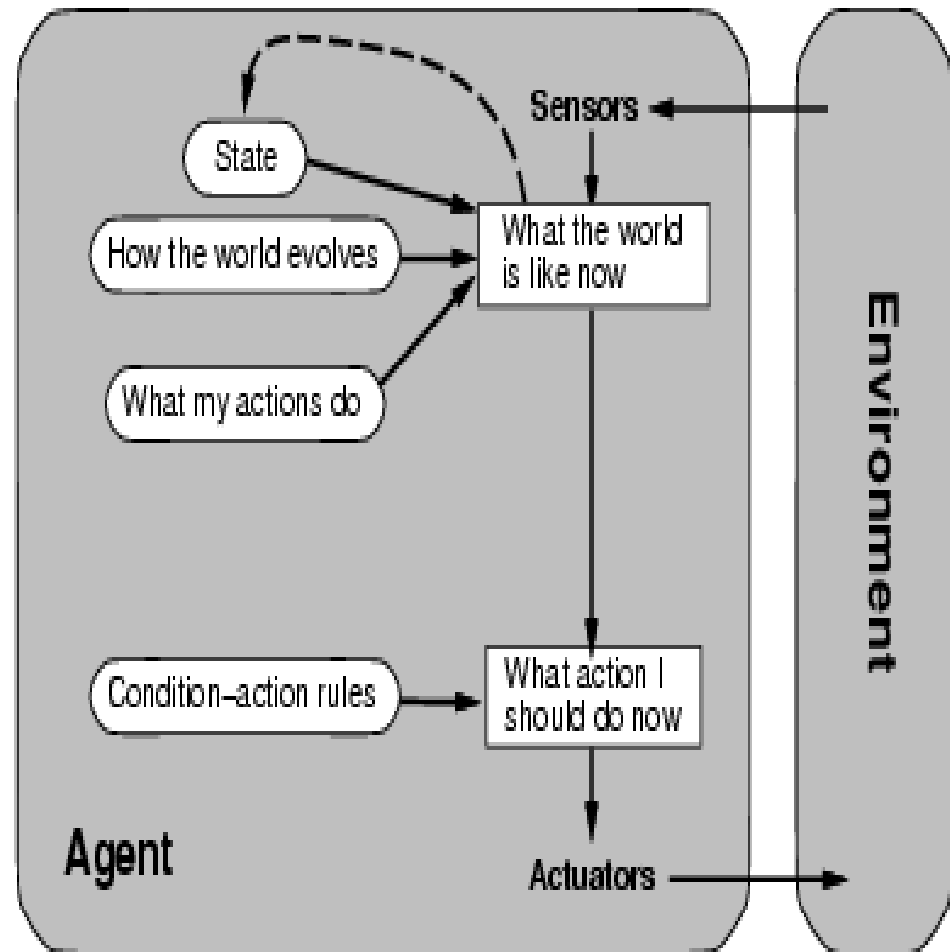 Sensors
State
What the world
is like now
How the world evolves
What my actions do
Condition–action rules
What action I
should do now
Agent
Actuators
Environment